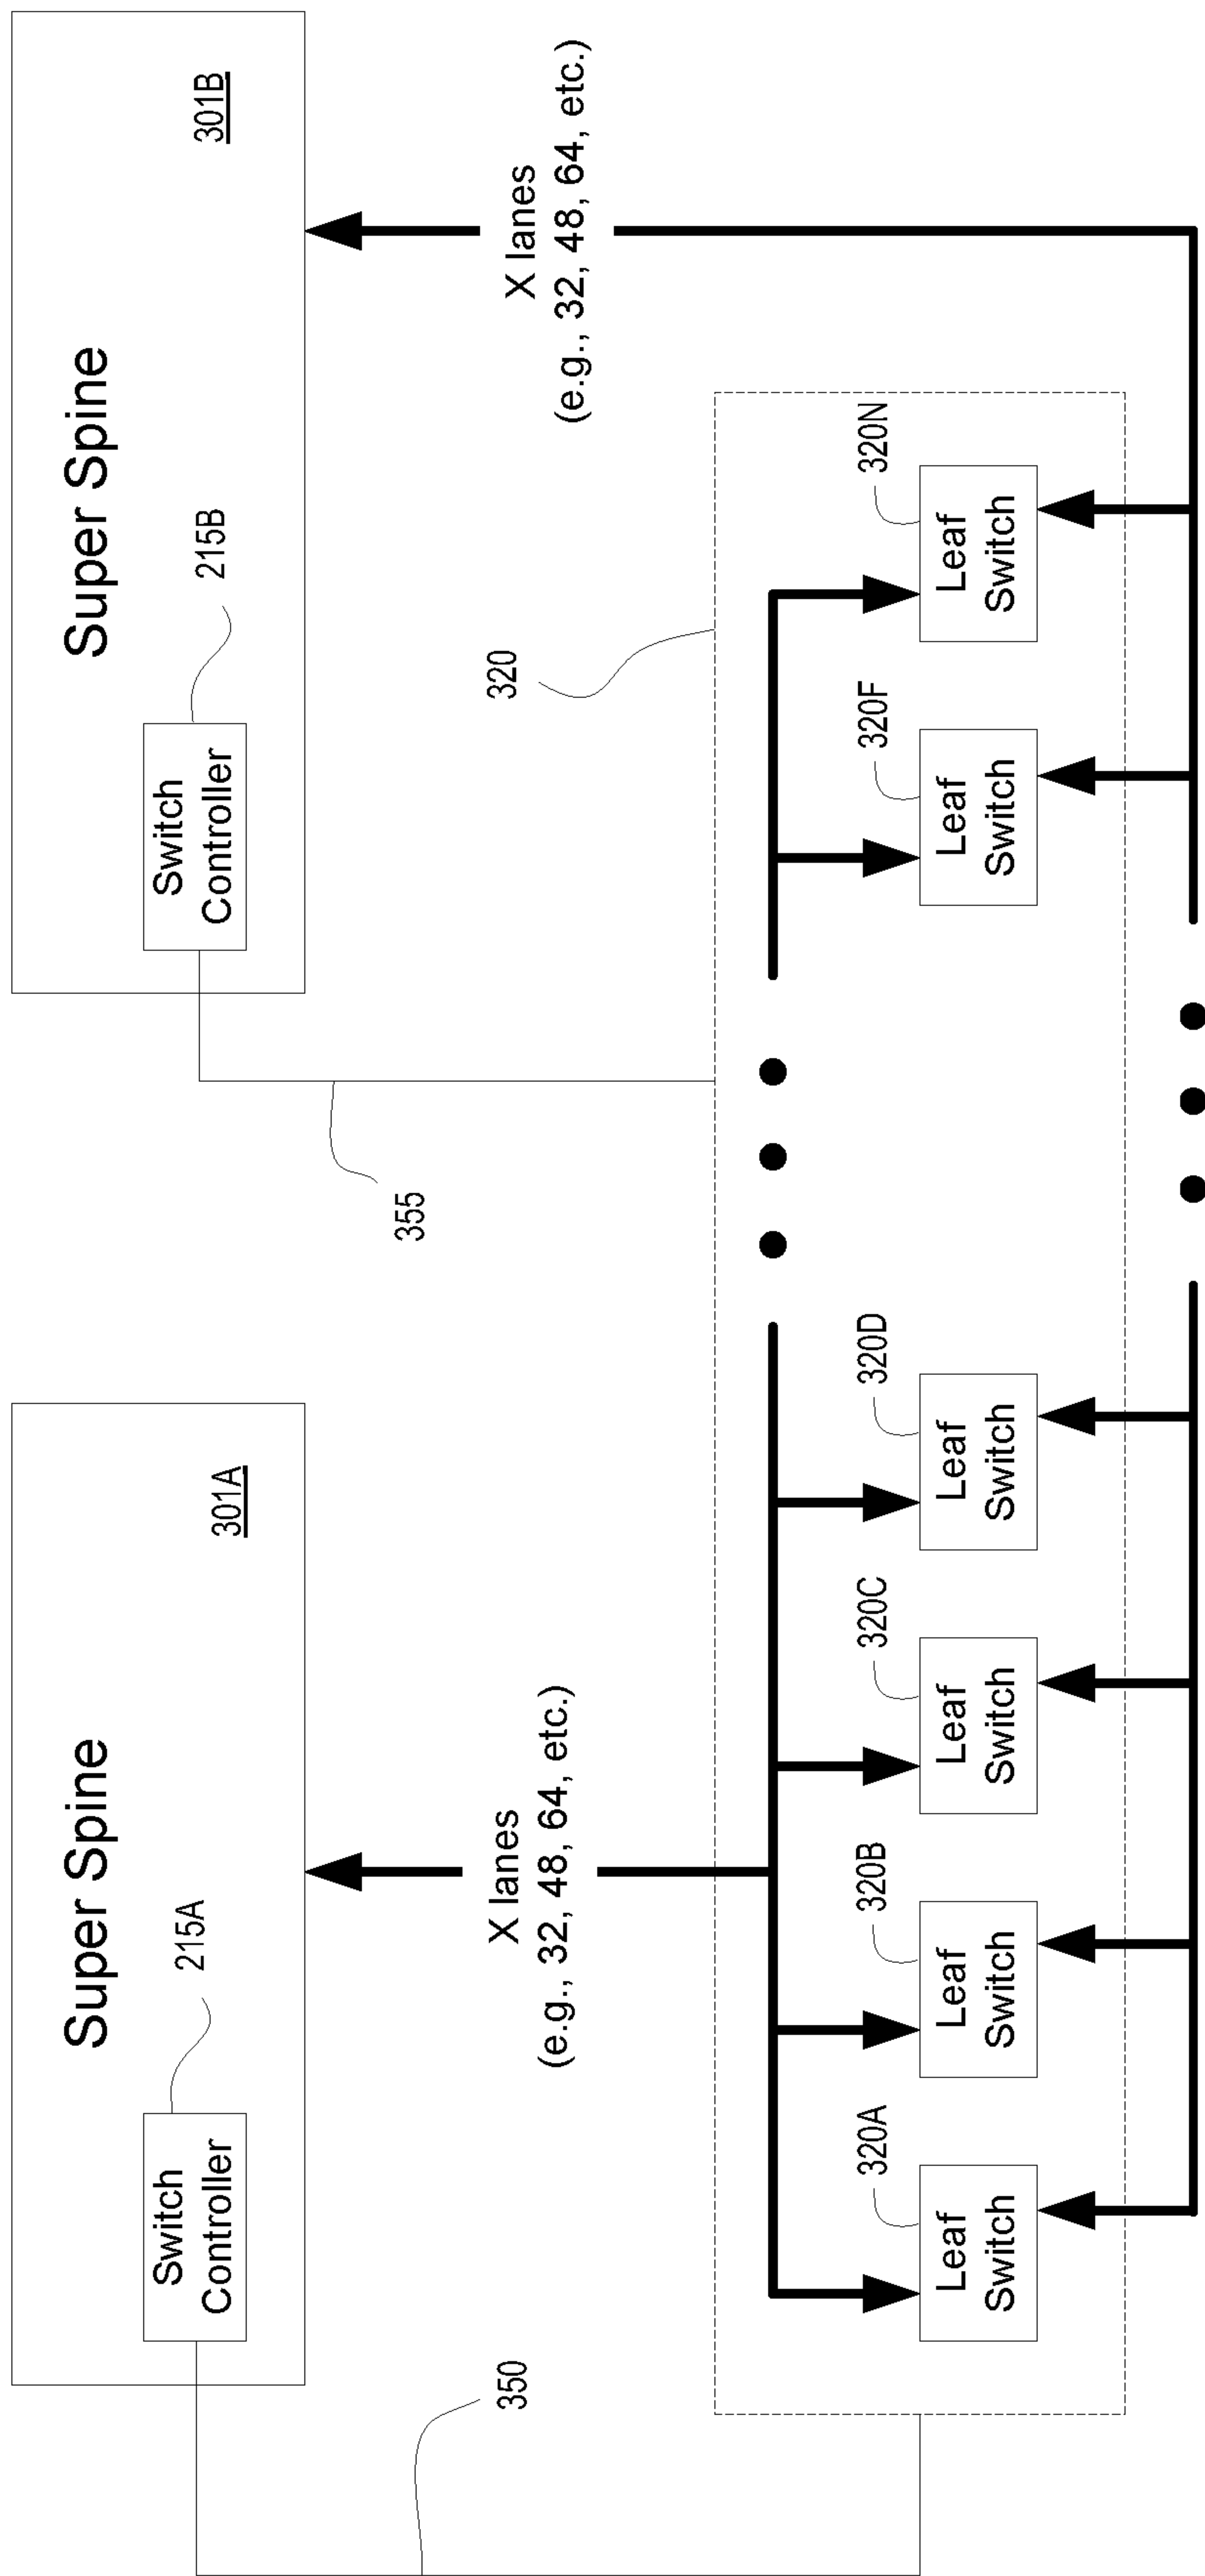 Super Spine
Super Spine
Switch
Controller
215A
301A
Switch
Controller
215B
301B
350
X lanes
(e.g., 32, 48, 64, etc.)
355
320
X lanes
(e.g., 32, 48, 64, etc.)
320A
320B
320C
320D
320F
320N
Leaf
Switch
Leaf
Switch
Leaf
Switch
Leaf
Switch
Leaf
Switch
Leaf
Switch